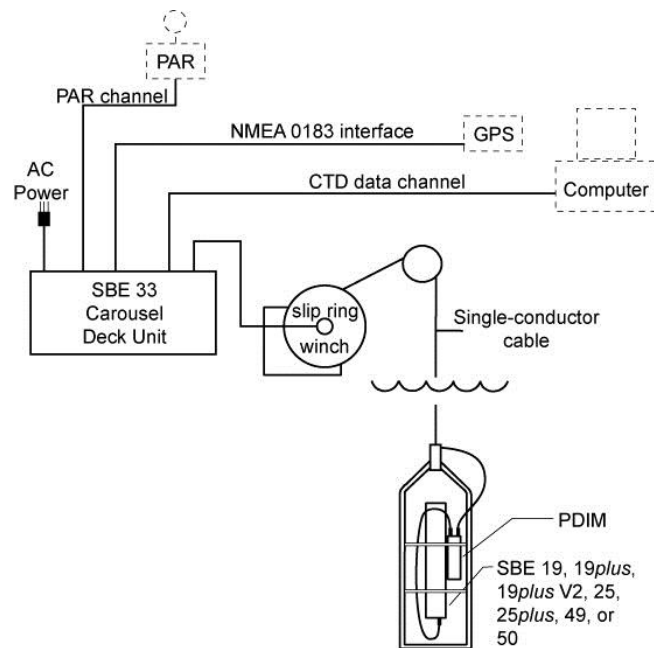 PAR
PAR channel
NMEA 0183 interface
GPS
AC
Power
CTD data channel
Computer
SBE 33
Carousel
Deck Unit
slip ring
winch
Single-conductor
cable
PDIM
SBE 19, 19plus,
19plus V2, 25,
25plus, 49, or
50